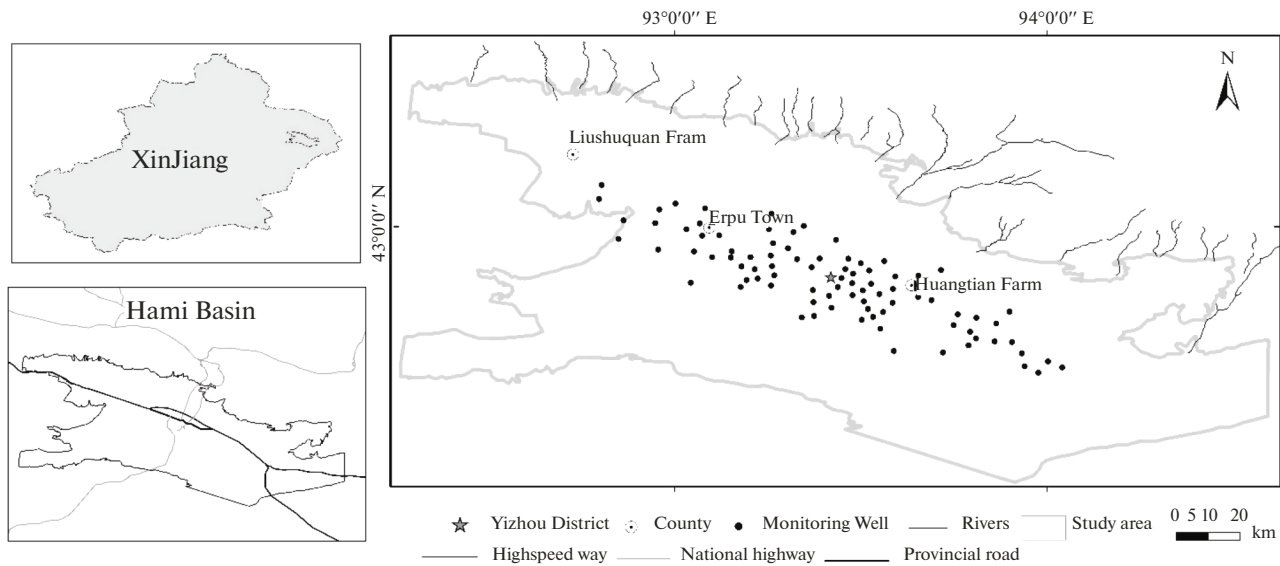 93°0′0″ E
94°0′0″ E
N
XinJiang
Liushuquan Fram
43°0′0″ N
Erpu Town
Huangtian Farm
Hami Basin
Yizhou District
County
Monitoring Well
Rivers
Study area
0 5 10 20
km
Highspeed way
National highway
Provincial road